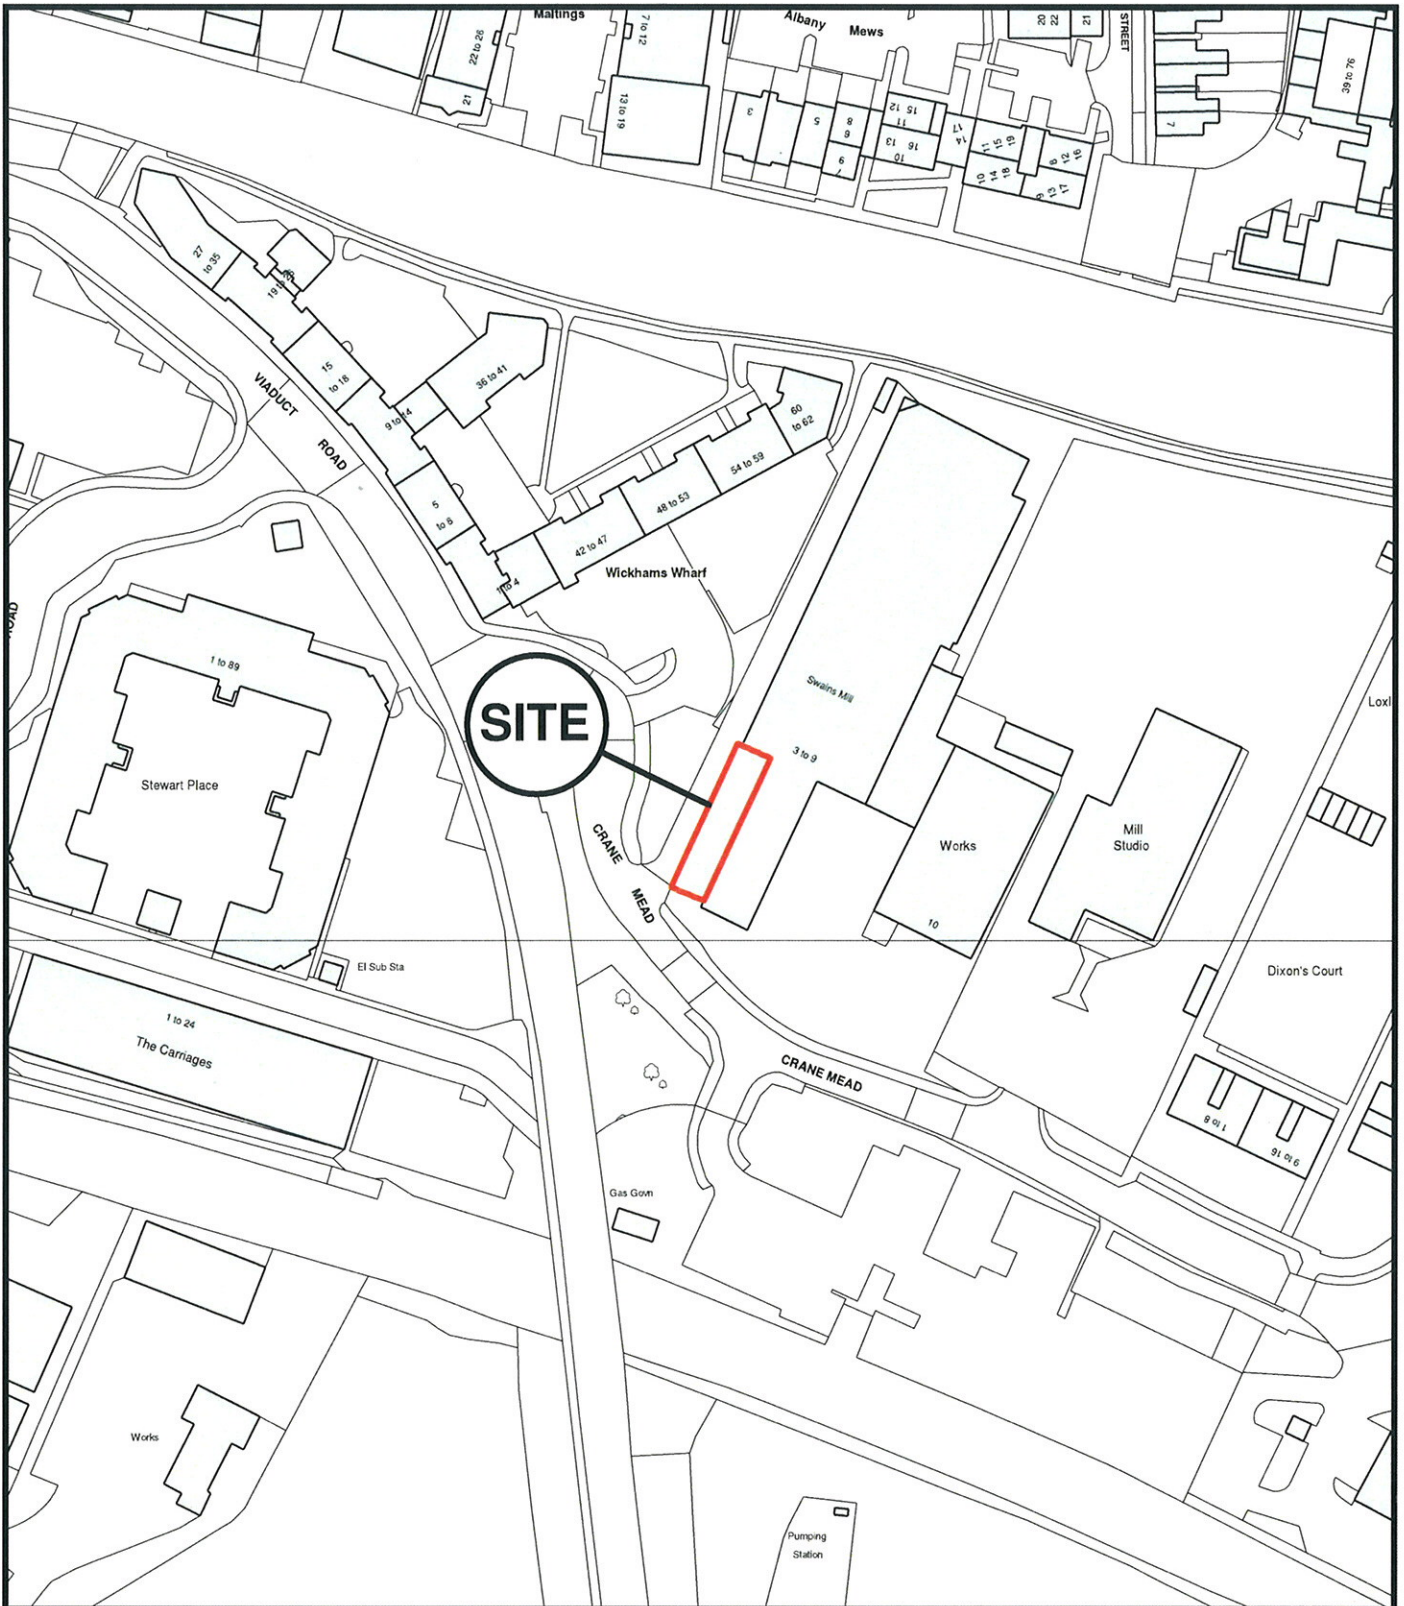 Maltings
Albany
Mews
STREET
22 to 26
21
7 to 12
13 to 19
20
22
21
39 to 76
7
3
5
8
6
9
7
15 12
11
16 13
10
17
14
19
15
11
18
14
10
16
12
8
17
13
9
27
to 35
15
to 18
9 to 14
36 to 41
5
to 8
1 to 4
42 to 47
48 to 53
54 to 59
60
to 62
VIADUCT
ROAD
Wickhams Wharf
ROAD
1 to 89
Stewart Place
SITE
Swains Mill
3 to 9
Works
10
Mill
Studio
Loxl
CRANE
MEAD
El Sub Sta
Dixon's Court
1 to 24
The Carriages
CRANE MEAD
1 to 8
9 to 16
Gas Govn
Works
Pumping
Station